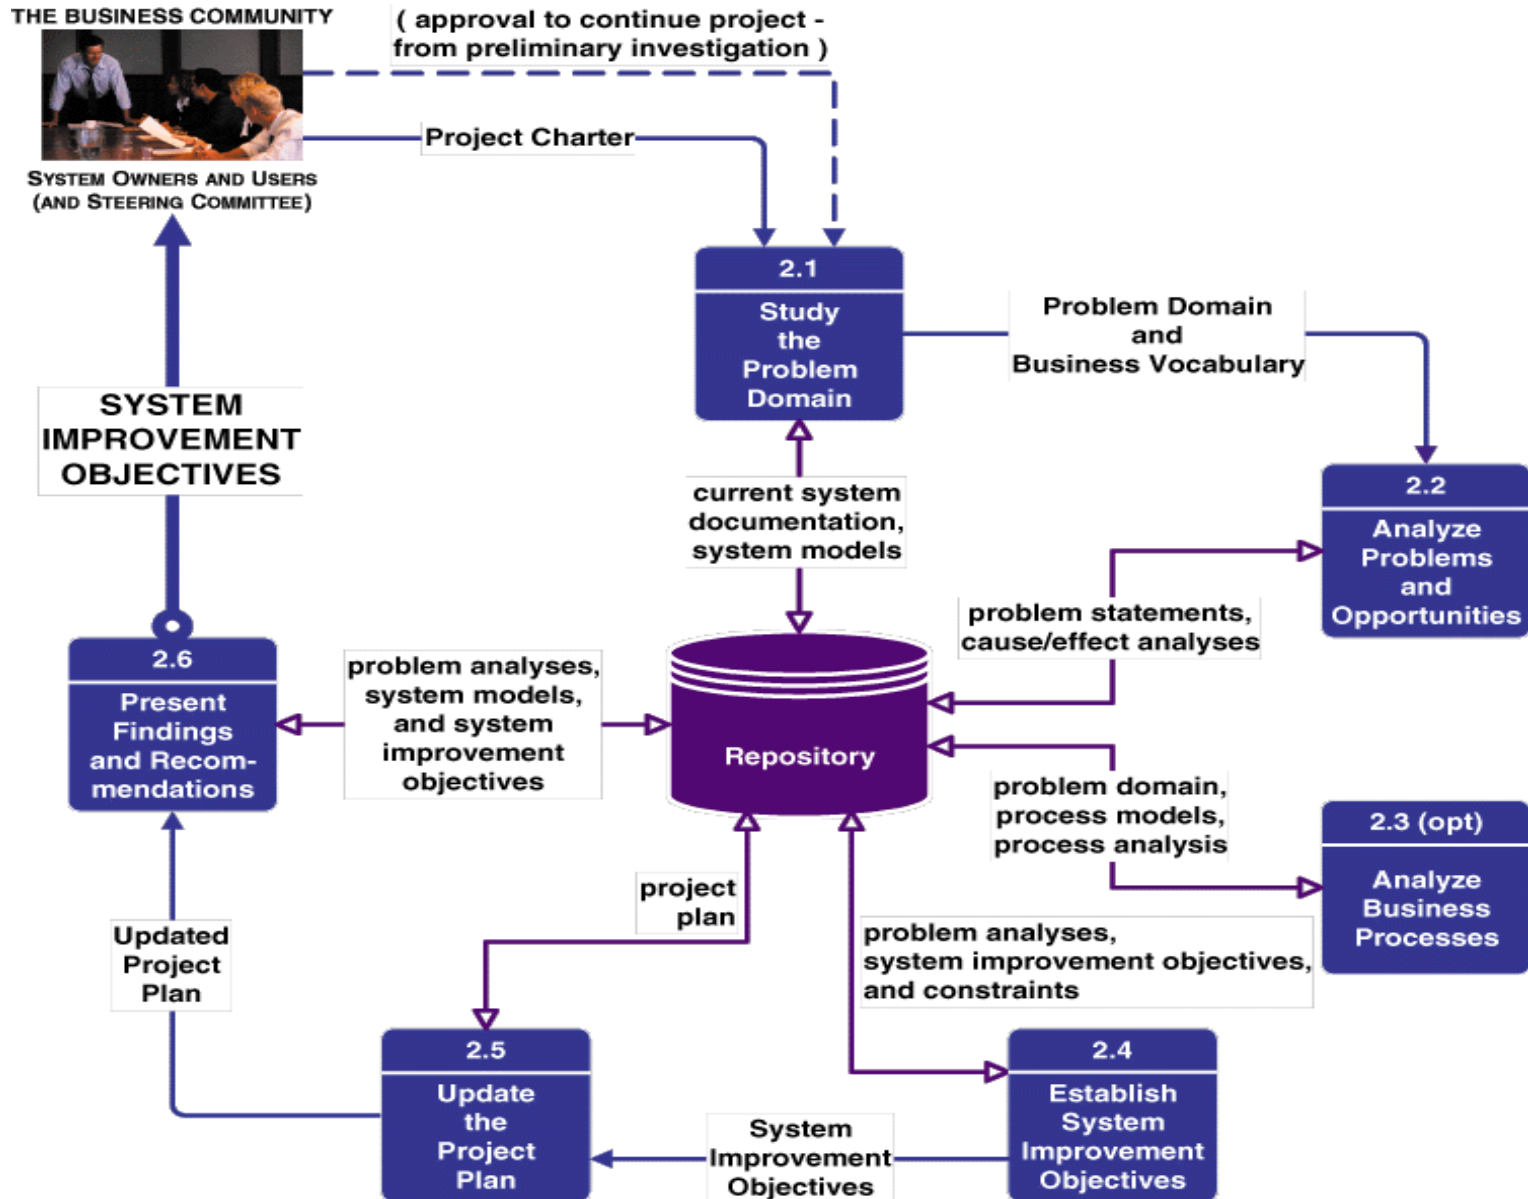 THE BUSINESS COMMUNITY
( approval to continue project -
from preliminary investigation )
Project Charter
SYSTEM OWNERS AND USERS
(AND STEERING COMMITTEE)
2.1
Study
the
Problem
Domain
Problem Domain
and
Business Vocabulary
SYSTEM
IMPROVEMENT
OBJECTIVES
current system
documentation,
system models
2.2
Analyze
Problems
and
Opportunities
problem statements,
cause/effect analyses
2.6
Present
Findings
and Recom-
mendations
problem analyses,
system models,
and system
improvement
objectives
Repository
problem domain,
process models,
process analysis
2.3 (opt)
Analyze
Business
Processes
project
plan
problem analyses,
system improvement objectives,
and constraints
Updated
Project
Plan
2.5
Update
the
Project
Plan
System
Improvement
Objectives
2.4
Establish
System
Improvement
Objectives